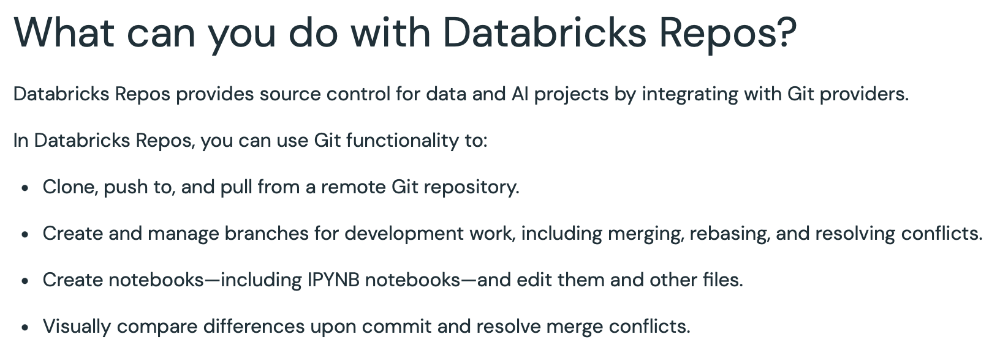 What can you do with Databricks Repos?
Databricks Repos provides source control for data and AI projects by integrating with Git providers.
In Databricks Repos, you can use Git functionality to:
• Clone, push to, and pull from a remote Git repository.
• Create and manage branches for development work, including merging, rebasing, and resolving conflicts.
• Create notebooks—including IPYNB notebooks—and edit them and other files.
• Visually compare differences upon commit and resolve merge conflicts.